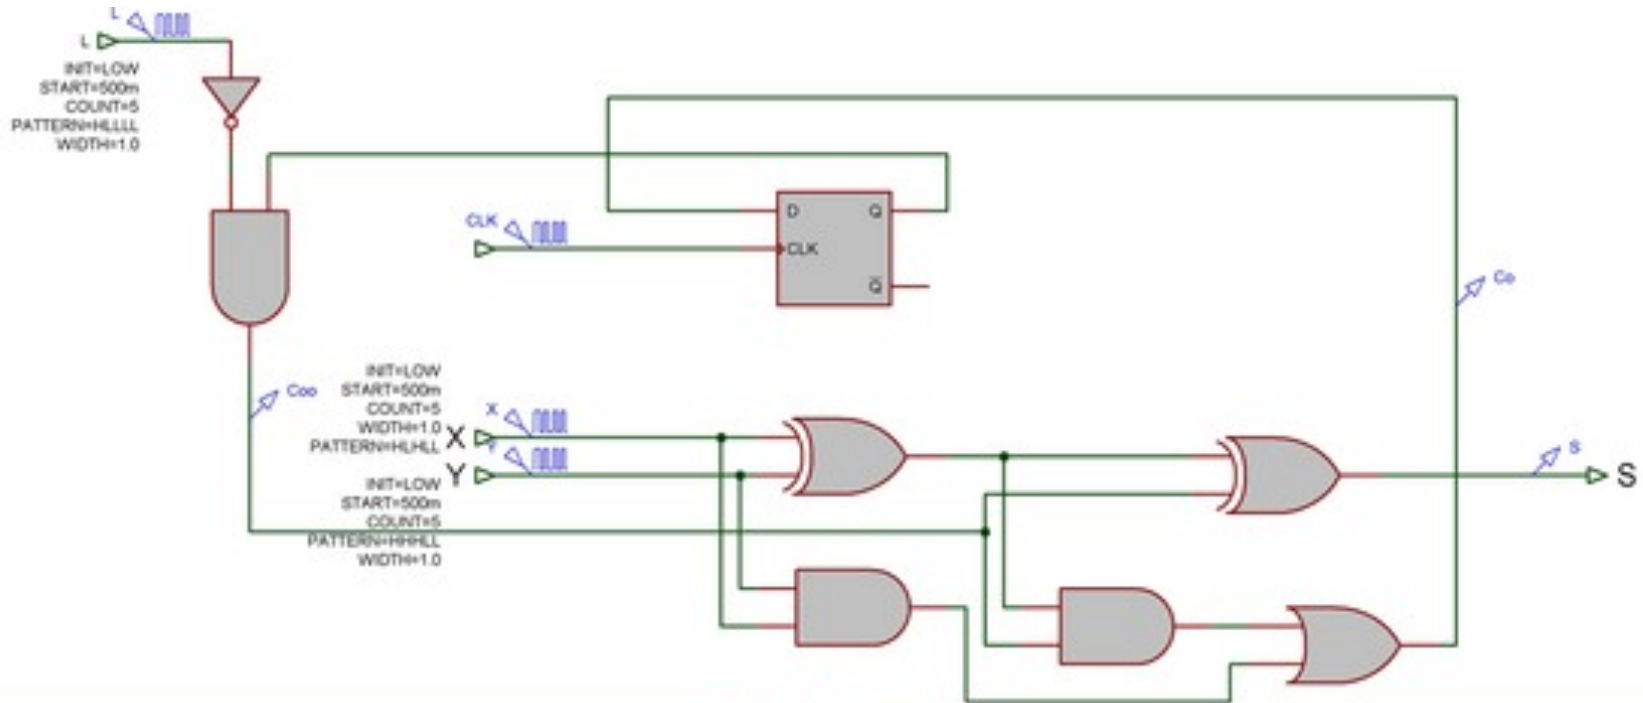 L
L
INIT=LOW
START=500m
COUNT=5
PATTERN=HLLLL
WIDTH=1.0
D
Q
CLK
CLK
Q
Co
Coo
INIT=LOW
START=500m
COUNT=5
WIDTH=1.0
PATTERN=HLHLL
X
X
Y
INIT=LOW
START=500m
COUNT=5
PATTERN=HHHLL
WIDTH=1.0
S
S